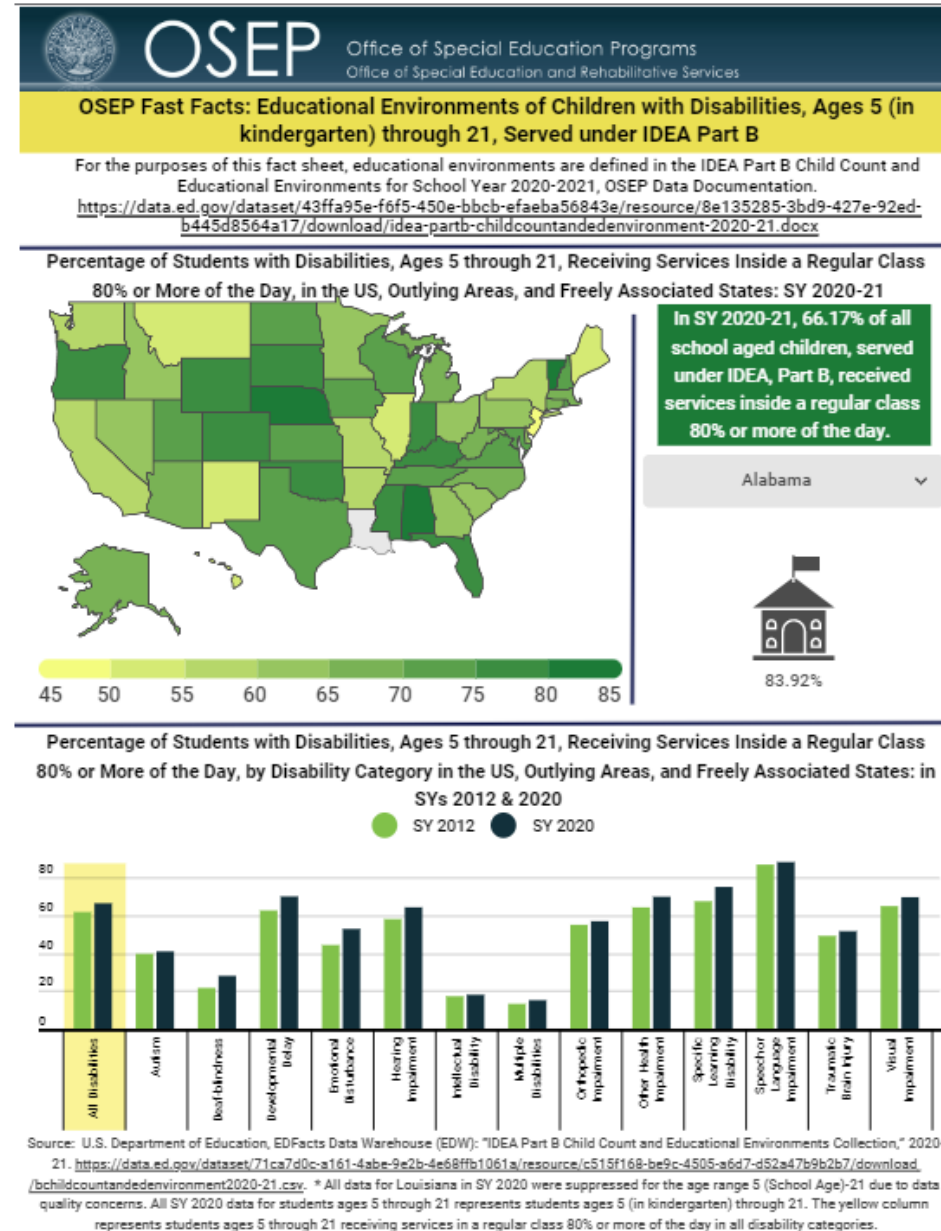 OSEP
Office of Special Education Programs
Office of Special Education and Rehabilitative Services
OSEP Fast Facts: Educational Environments of Children with Disabilities, Ages 5 (in
kindergarten) through 21, Served under IDEA Part B
For the purposes of this fact sheet, educational environments are defined in the IDEA Part B Child Count and
Educational Environments for School Year 2020-2021, OSEP Data Documentation.
https://data.ed.gov/dataset/43ffa95e-f6f5-450e-bbcb-efaeba56843e/resource/8e135285-3bd9-427e-92ed-
b445d8564a17/download/idea-partb-childcountandedenvironment-2020-21.docx
Percentage of Students with Disabilities, Ages 5 through 21, Receiving Services Inside a Regular Class
80% or More of the Day, in the US, Outlying Areas, and Freely Associated States: SY 2020-21
In SY 2020-21, 66.17% of all
school aged children, served
under IDEA, Part B, received
services inside a regular class
80% or more of the day.
Alabama
83.92%
45 50 55 60 65 70 75 80 85
Percentage of Students with Disabilities, Ages 5 through 21, Receiving Services Inside a Regular Class
80% or More of the Day, by Disability Category in the US, Outlying Areas, and Freely Associated States: in
SYs 2012 & 2020
SY 2012 SY 2020
80
60
40
20
0
All Disabilities
Autism
Deaf-blindness
Developmental
Delay
Emotional
Disturbance
Hearing
Impairment
Intellectual
Disability
Multiple
Disabilities
Orthopedic
Impairment
Other Health
Impairment
Specific
Learning
Disability
Speech or
Language
Impairment
Traumatic
Brain Injury
Visual
Impairment
Source: U.S. Department of Education, EDFacts Data Warehouse (EDW): "IDEA Part B Child Count and Educational Environments Collection," 2020-
21. https://data.ed.gov/dataset/71ca7d0c-a161-4abe-9e2b-4e68ffb1061a/resource/c515f168-be9c-4505-a6d7-d52a47b9b2b7/download
/bchildcountandedenvironment2020-21.csv. * All data for Louisiana in SY 2020 were suppressed for the age range 5 (School Age)-21 due to data
quality concerns. All SY 2020 data for students ages 5 through 21 represents students ages 5 (in kindergarten) through 21. The yellow column
represents students ages 5 through 21 receiving services in a regular class 80% or more of the day in all disability categories.